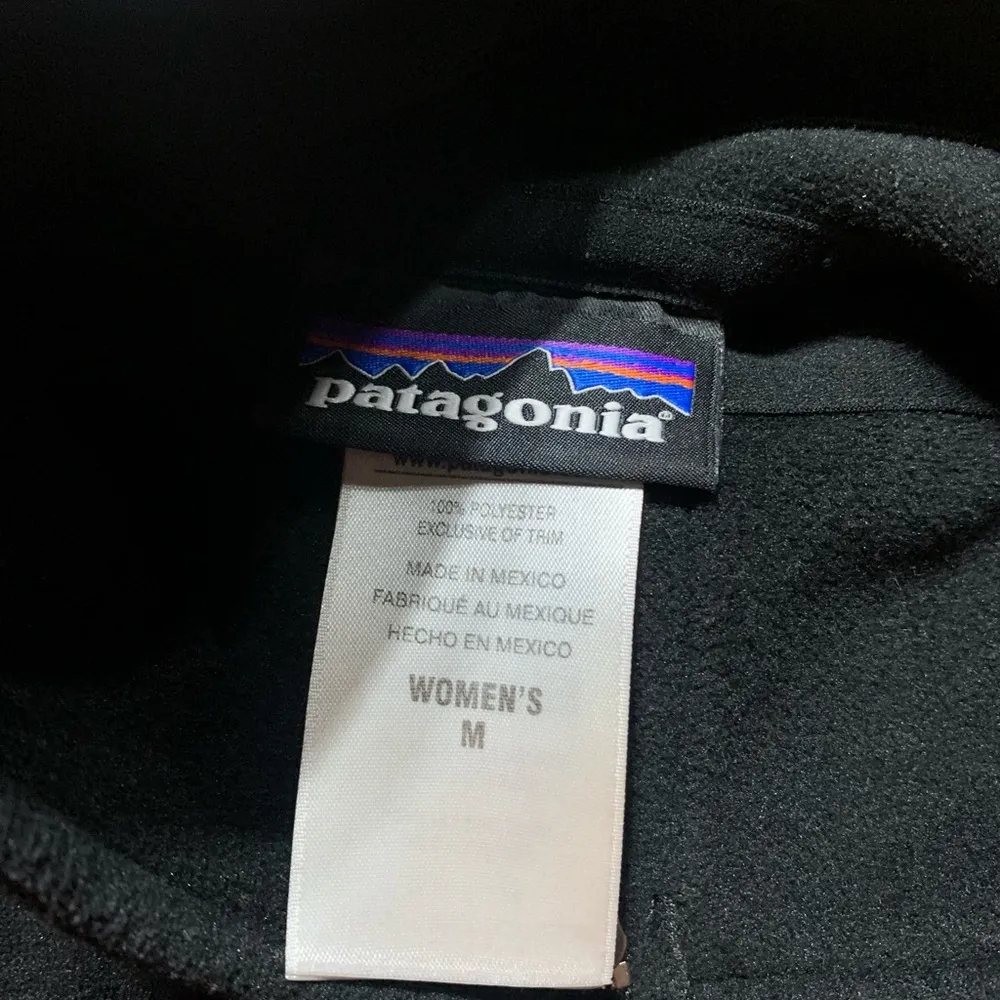 patagonia®
100% POLYESTER
EXCLUSIVE OF TRIM
MADE IN MEXICO
FABRIQUÉ AU MEXIQUE
HECHO EN MEXICO
WOMEN'S
M